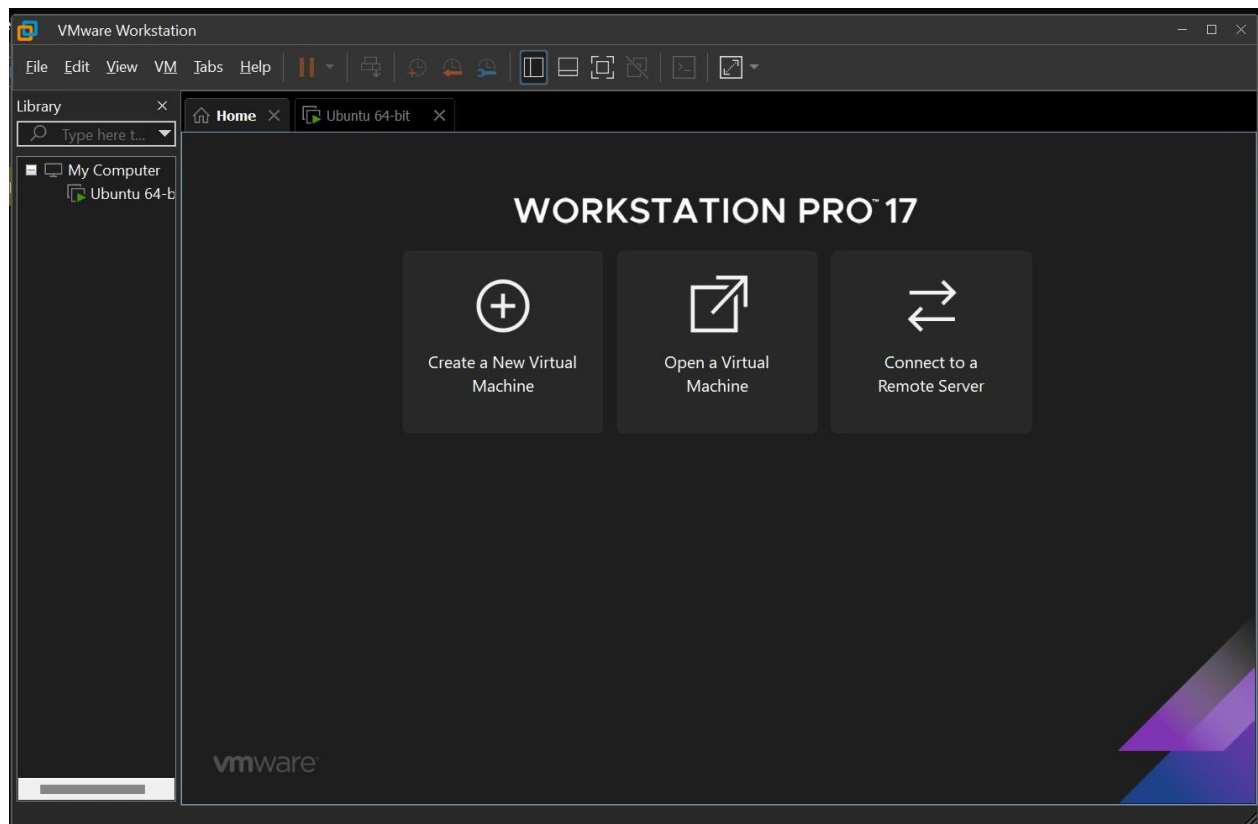 VMware Workstation
File Edit View VM Tabs Help
Library
Home
Ubuntu 64-bit
Type here t...
My Computer
Ubuntu 64-b
WORKSTATION PRO™ 17
Create a New Virtual
Machine
Open a Virtual
Machine
Connect to a
Remote Server
vmware®